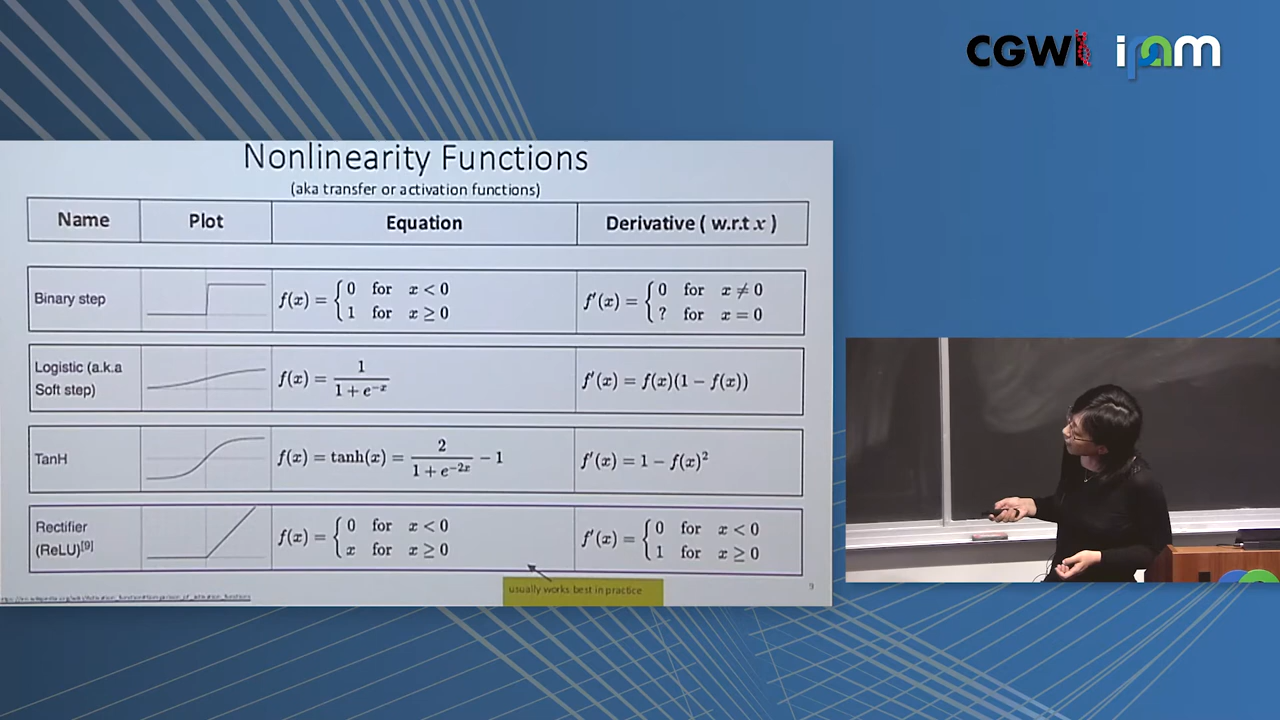 CGWI ipam
Nonlinearity Functions
(aka transfer or activation functions)
Name Plot Equation Derivative ( w.r.t x )
Binary step f(x) = { 0 for x < 0 f′(x) = { 0 for x ≠ 0
1 for x ≥ 0 ? for x = 0
Logistic (a.k.a
Soft step) f(x) = 1 / (1 + e^{-x}) f′(x) = f(x)(1 − f(x))
TanH f(x) = tanh(x) = 2 / (1 + e^{-2x}) − 1 f′(x) = 1 − f(x)²
Rectifier f(x) = { 0 for x < 0 f′(x) = { 0 for x < 0
(ReLU)[9] x for x ≥ 0 1 for x ≥ 0
usually works best in practice
9